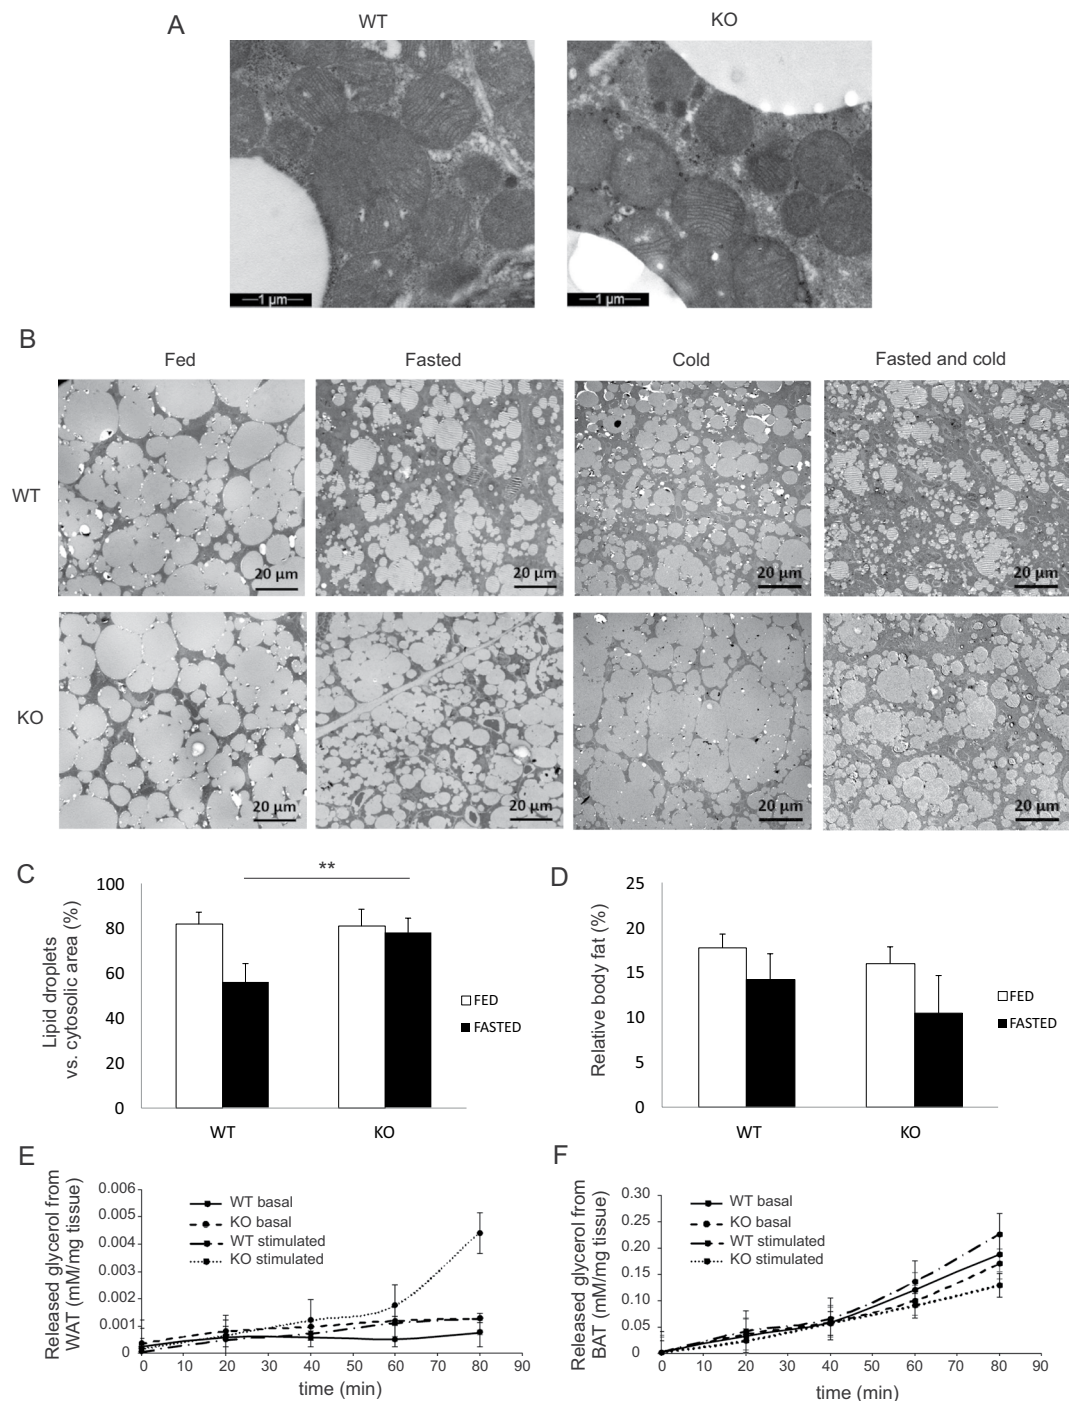 A
WT
KO
1 µm
1 µm
B
Fed
Fasted
Cold
Fasted and cold
WT
20 µm
20 µm
20 µm
20 µm
KO
20 µm
20 µm
20 µm
20 µm
C
Lipid droplets
vs. cytosolic area (%)
100
80
60
40
20
0
**
WT
KO
FED
FASTED
D
Relative body fat (%)
25
20
15
10
5
0
WT
KO
FED
FASTED
E
Released glycerol from
WAT (mM/mg tissue)
0.006
0.005
0.004
0.003
0.002
0.001
0
WT basal
KO basal
WT stimulated
KO stimulated
0 10 20 30 40 50 60 70 80 90
time (min)
F
Released glycerol from
BAT (mM/mg tissue)
0.30
0.25
0.20
0.15
0.10
0.05
0
WT basal
KO basal
WT stimulated
KO stimulated
0 10 20 30 40 50 60 70 80 90
time (min)